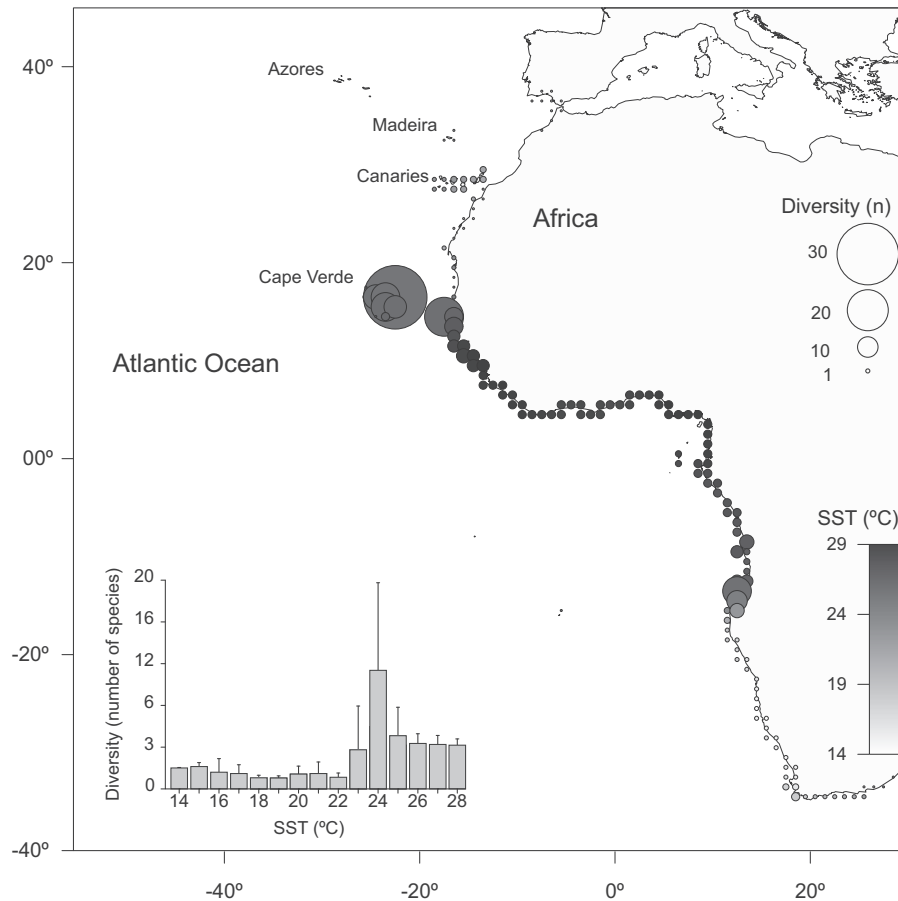 40º
20º
00º
-20º
-40º
-40º
-20º
0º
20º
Azores
Madeira
Canaries
Cape Verde
Africa
Atlantic Ocean
Diversity (n)
30
20
10
1
SST (ºC)
29
24
19
14
Diversity (number of species)
20
16
12
6
3
0
14 16 18 20 22 24 26 28
SST (ºC)